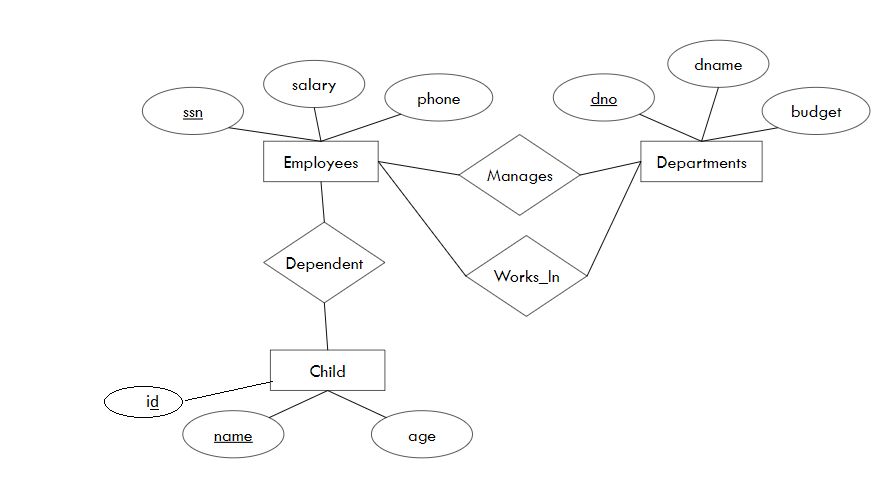 dname
salary
phone
dno
ssn
budget
Employees
Manages
Departments
Dependent
Works_In
Child
id
name
age